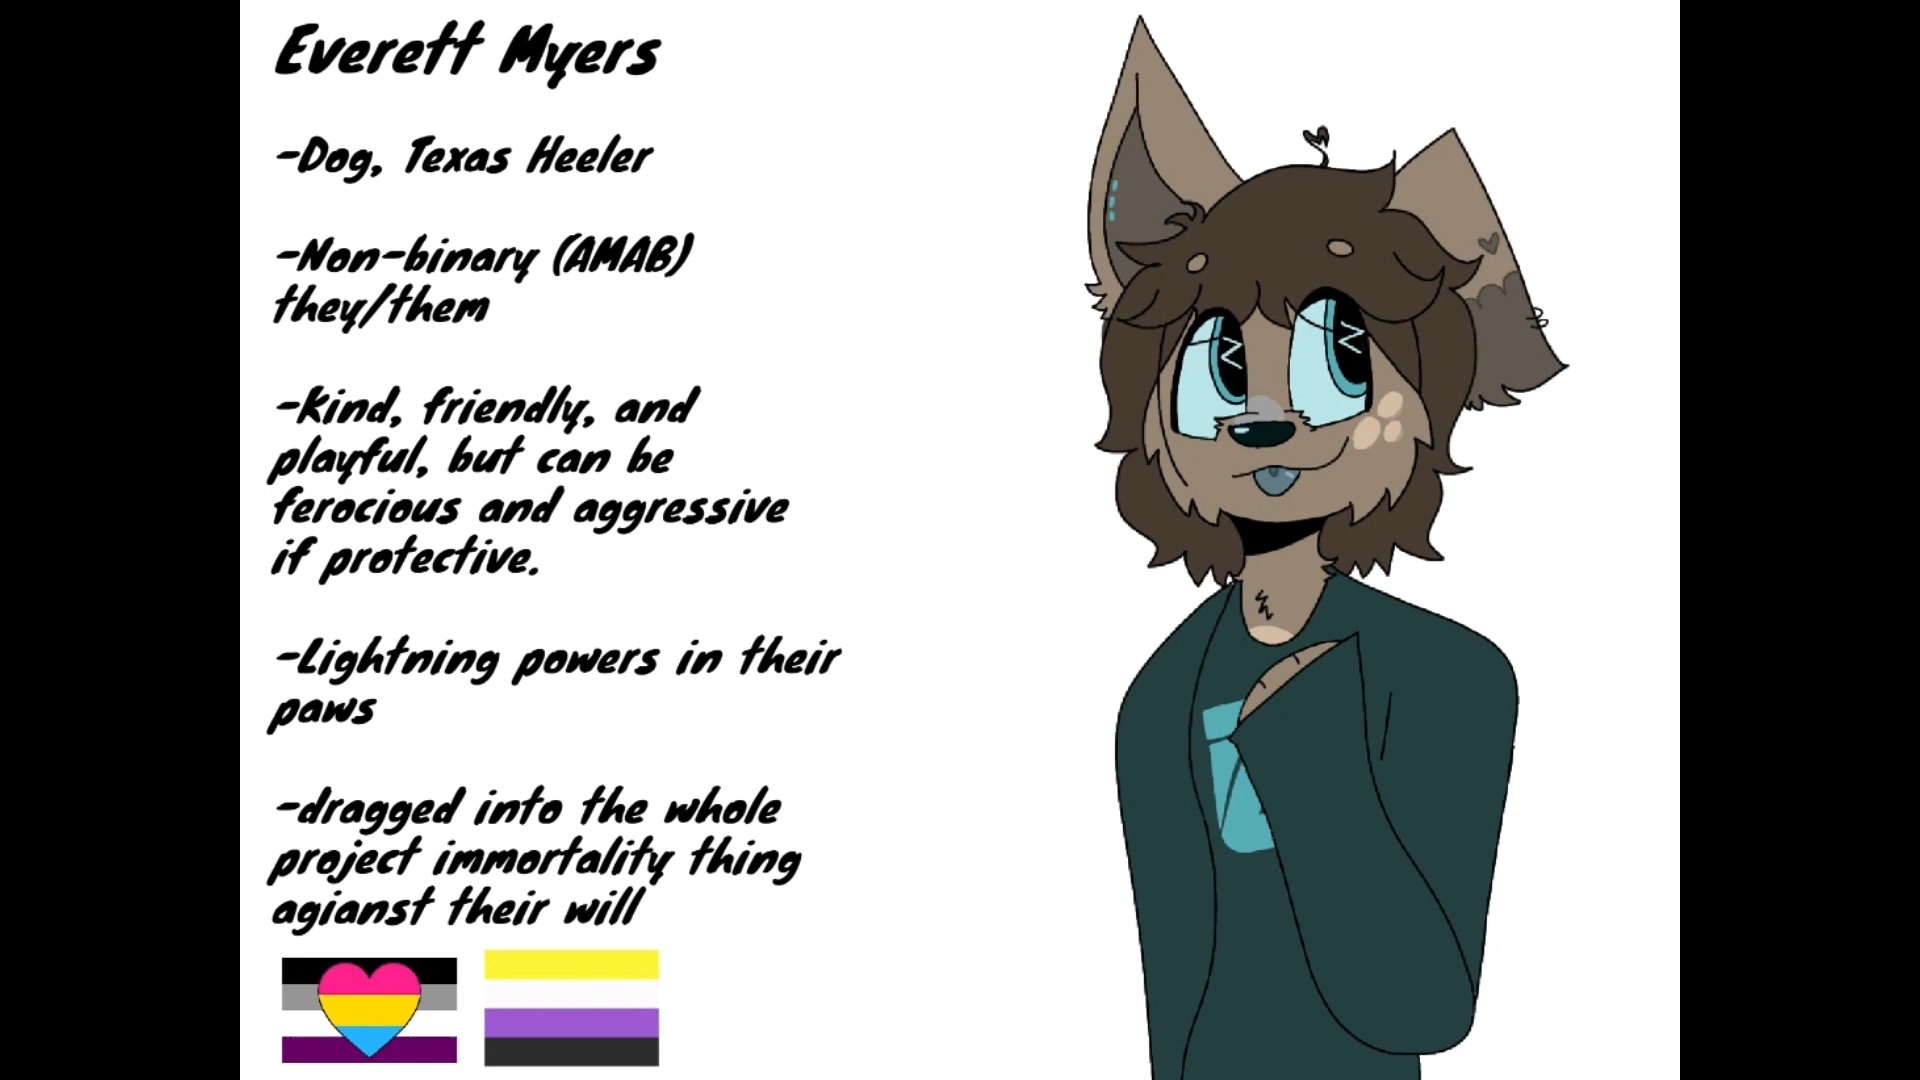 Everett Myers
-Dog, Texas Heeler
-Non-binary (AMAB)
they/them
-Kind, friendly, and
playful, but can be
ferocious and aggressive
if protective.
-Lightning powers in their
paws
-dragged into the whole
project immortality thing
agianst their will